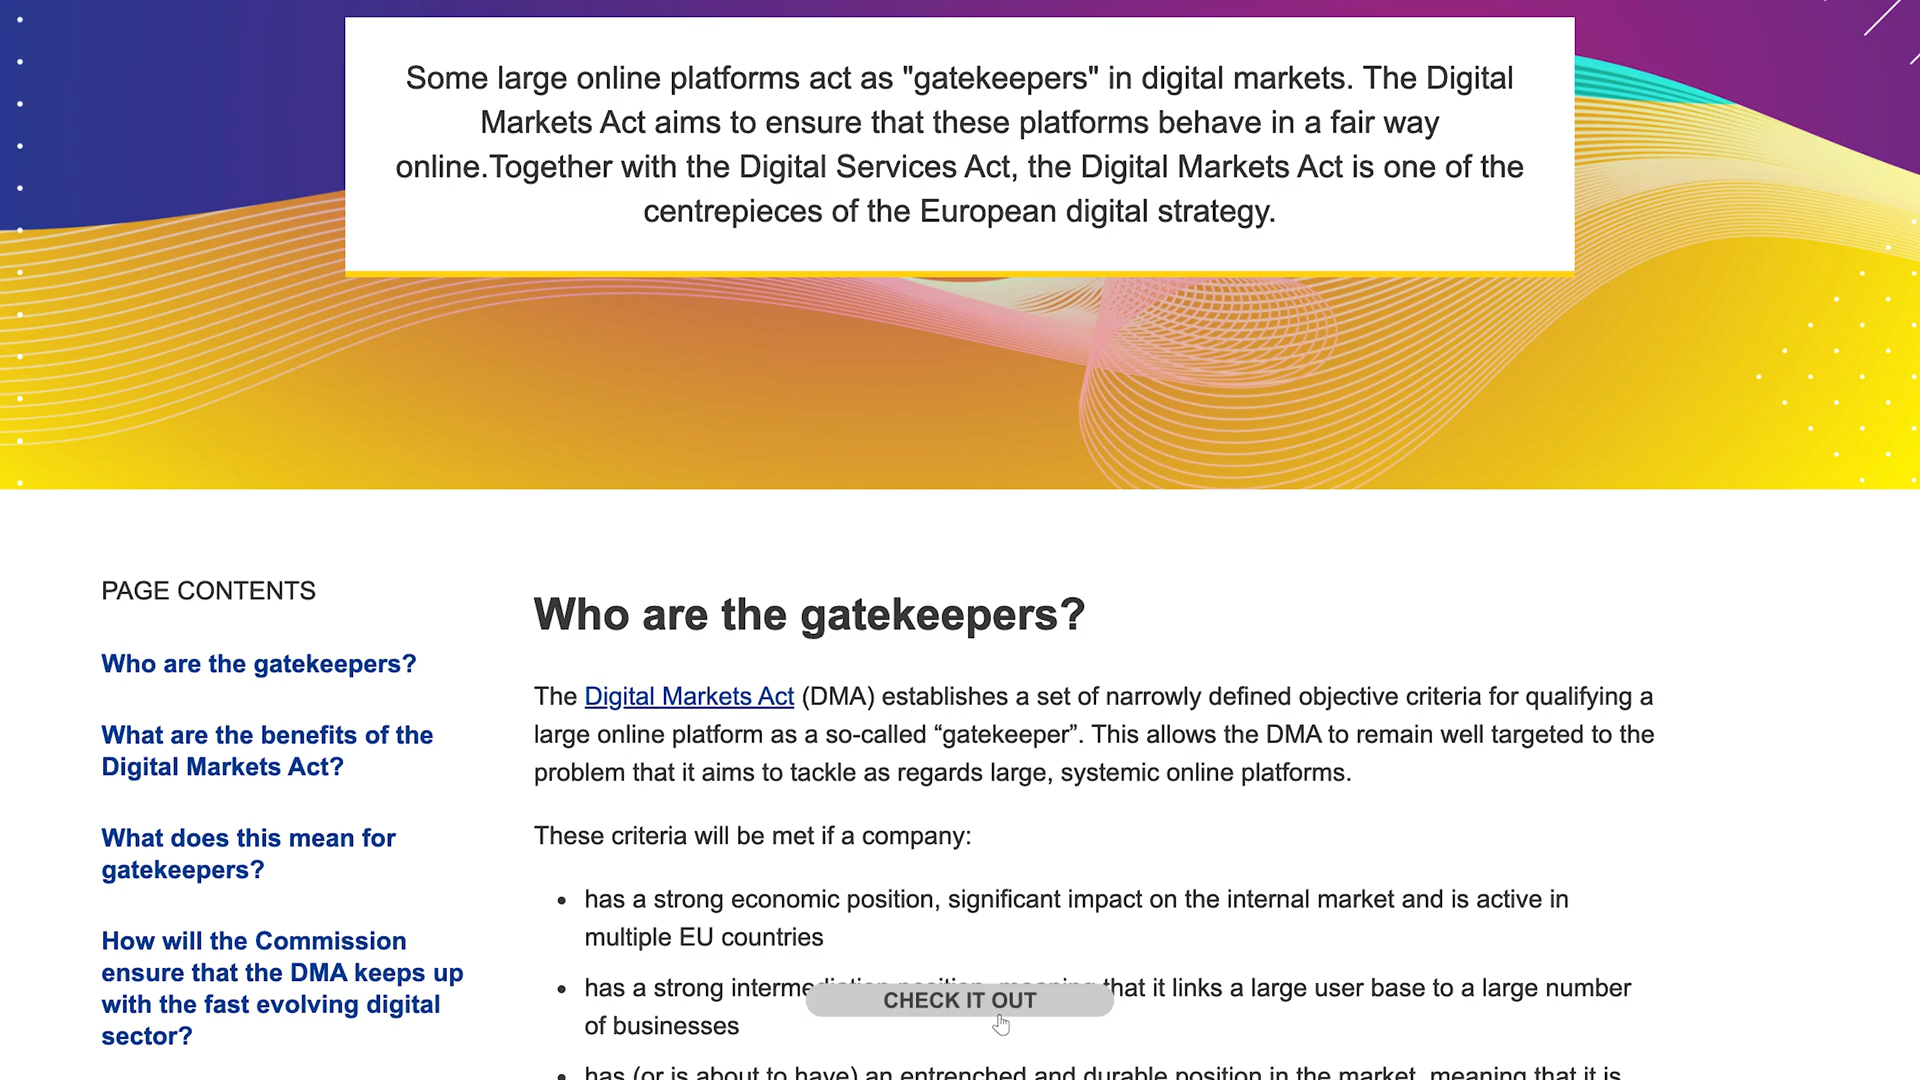 Some large online platforms act as "gatekeepers" in digital markets. The Digital
Markets Act aims to ensure that these platforms behave in a fair way
online.Together with the Digital Services Act, the Digital Markets Act is one of the
centrepieces of the European digital strategy.
PAGE CONTENTS
Who are the gatekeepers?
What are the benefits of the
Digital Markets Act?
What does this mean for
gatekeepers?
How will the Commission
ensure that the DMA keeps up
with the fast evolving digital
sector?
Who are the gatekeepers?
The Digital Markets Act (DMA) establishes a set of narrowly defined objective criteria for qualifying a
large online platform as a so-called “gatekeeper”. This allows the DMA to remain well targeted to the
problem that it aims to tackle as regards large, systemic online platforms.
These criteria will be met if a company:
• has a strong economic position, significant impact on the internal market and is active in
multiple EU countries
• has a strong intermediation position, meaning that it links a large user base to a large number
of businesses
CHECK IT OUT
• has (or is about to have) an entrenched and durable position in the market, meaning that it is